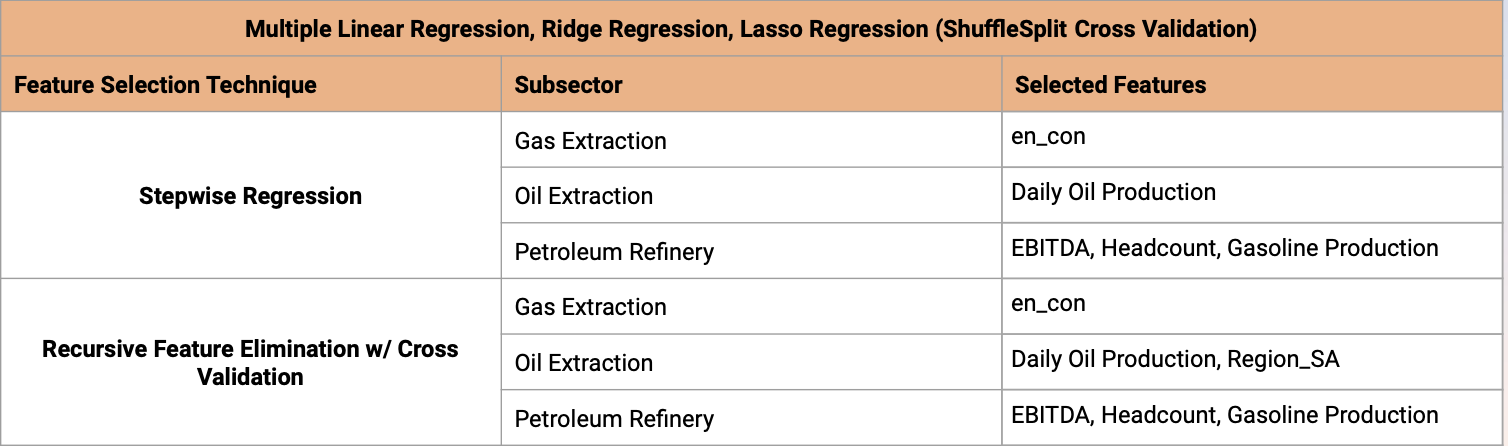 Multiple Linear Regression, Ridge Regression, Lasso Regression (ShuffleSplit Cross Validation)
Feature Selection Technique Subsector Selected Features
Stepwise Regression
Gas Extraction en_con
Oil Extraction Daily Oil Production
Petroleum Refinery EBITDA, Headcount, Gasoline Production
Recursive Feature Elimination w/ Cross
Validation
Gas Extraction en_con
Oil Extraction Daily Oil Production, Region_SA
Petroleum Refinery EBITDA, Headcount, Gasoline Production